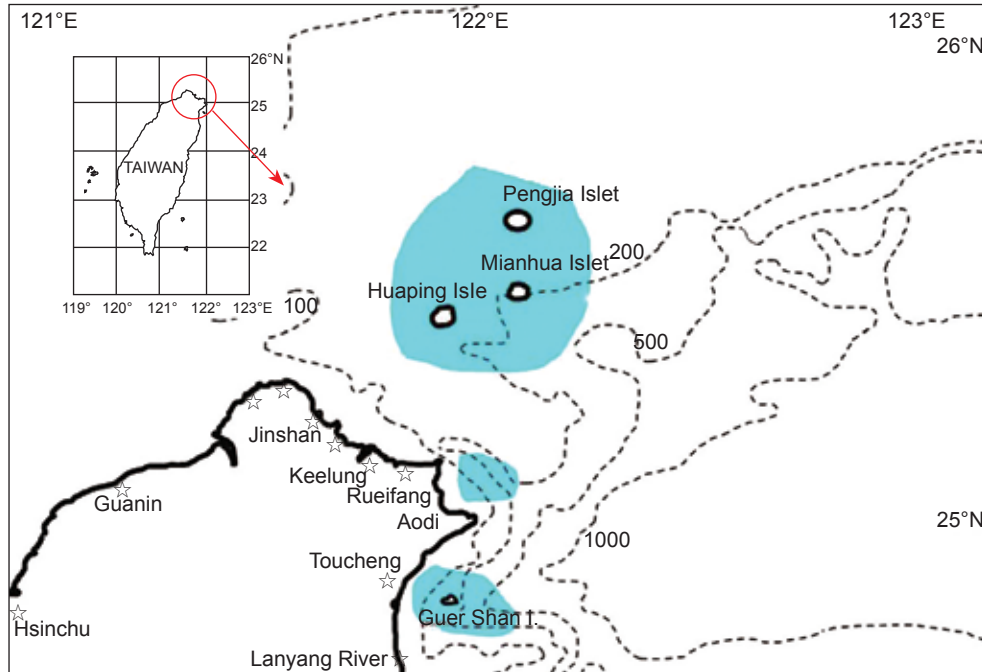 121°E
122°E
123°E
26°N
26°N
25
24
23
22
TAIWAN
119°
120°
121°
122°
123°E
Pengjia Islet
Mianhua Islet
200
Huaping Isle
100
500
Jinshan
Keelung
Rueifang
Guanin
Aodi
25°N
1000
Toucheng
Guer Shan I.
Hsinchu
Lanyang River